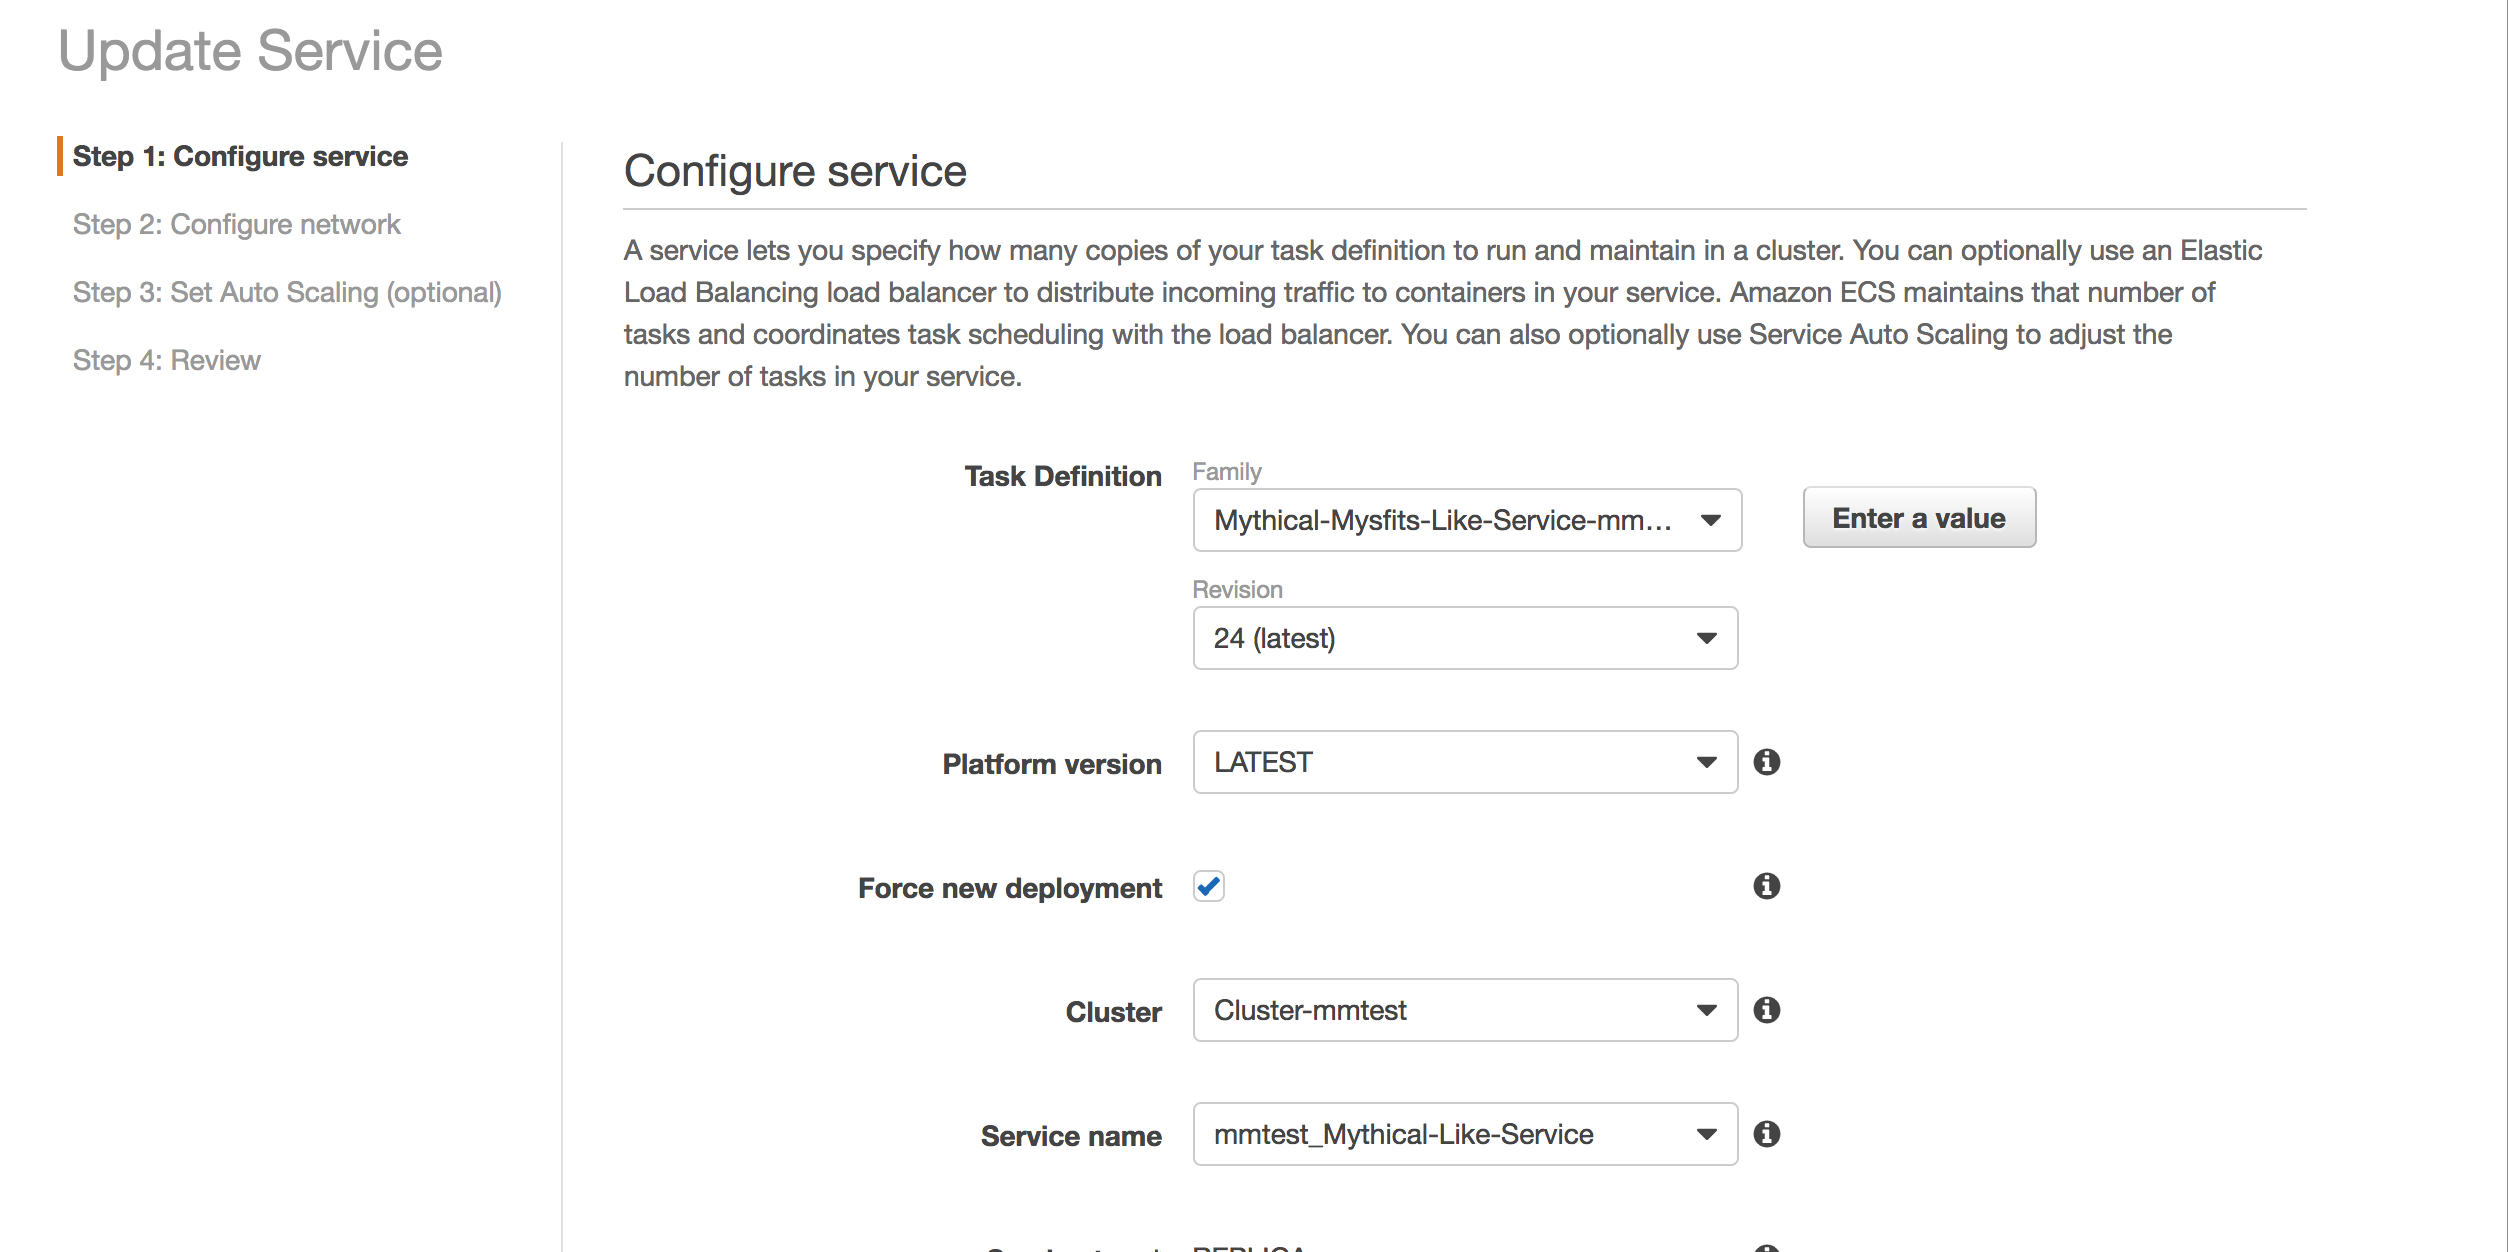 Update Service
Step 1: Configure service
Step 2: Configure network
Step 3: Set Auto Scaling (optional)
Step 4: Review
Configure service
A service lets you specify how many copies of your task definition to run and maintain in a cluster. You can optionally use an Elastic
Load Balancing load balancer to distribute incoming traffic to containers in your service. Amazon ECS maintains that number of
tasks and coordinates task scheduling with the load balancer. You can also optionally use Service Auto Scaling to adjust the
number of tasks in your service.
Task Definition
Family
Mythical-Mysfits-Like-Service-mm...
Enter a value
Revision
24 (latest)
Platform version
LATEST
Force new deployment
Cluster
Cluster-mmtest
Service name
mmtest_Mythical-Like-Service
REPLICA